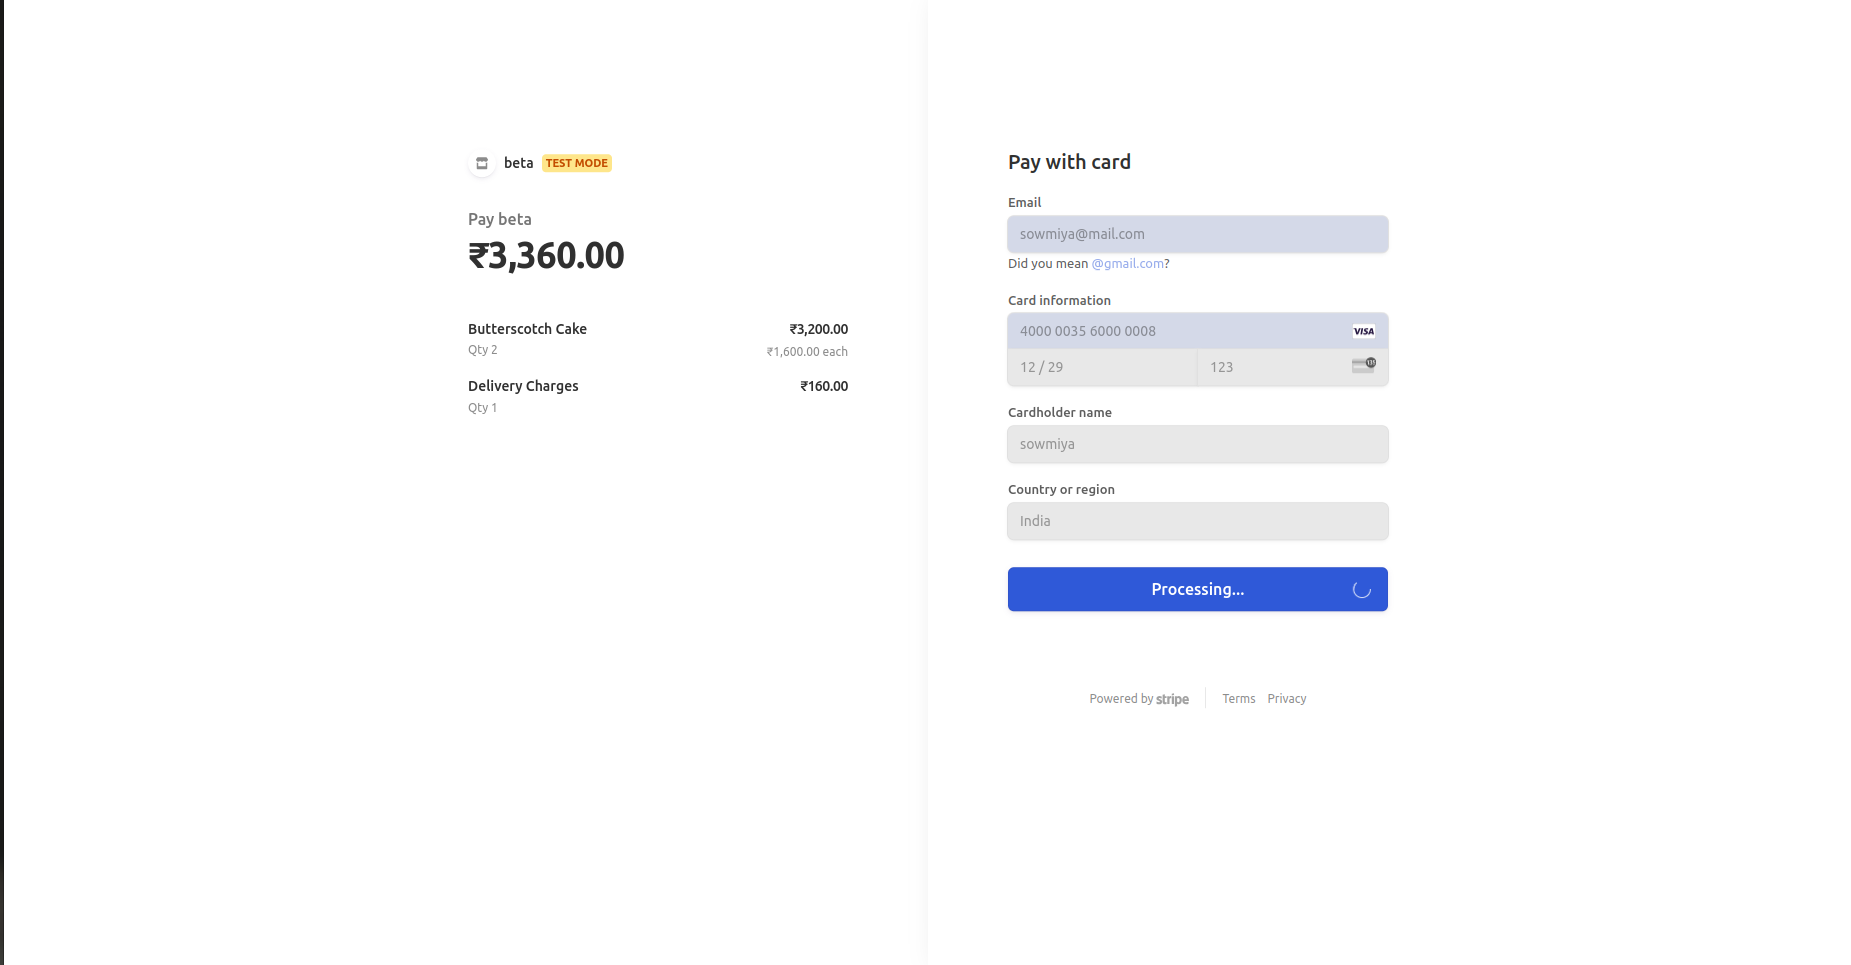 beta TEST MODE
Pay beta
₹3,360.00
Butterscotch Cake ₹3,200.00
Qty 2 ₹1,600.00 each
Delivery Charges ₹160.00
Qty 1
Pay with card
Email
sowmiya@mail.com
Did you mean @gmail.com?
Card information
4000 0035 6000 0008 VISA
12 / 29 123
Cardholder name
sowmiya
Country or region
India
Processing...
Powered by stripe Terms Privacy